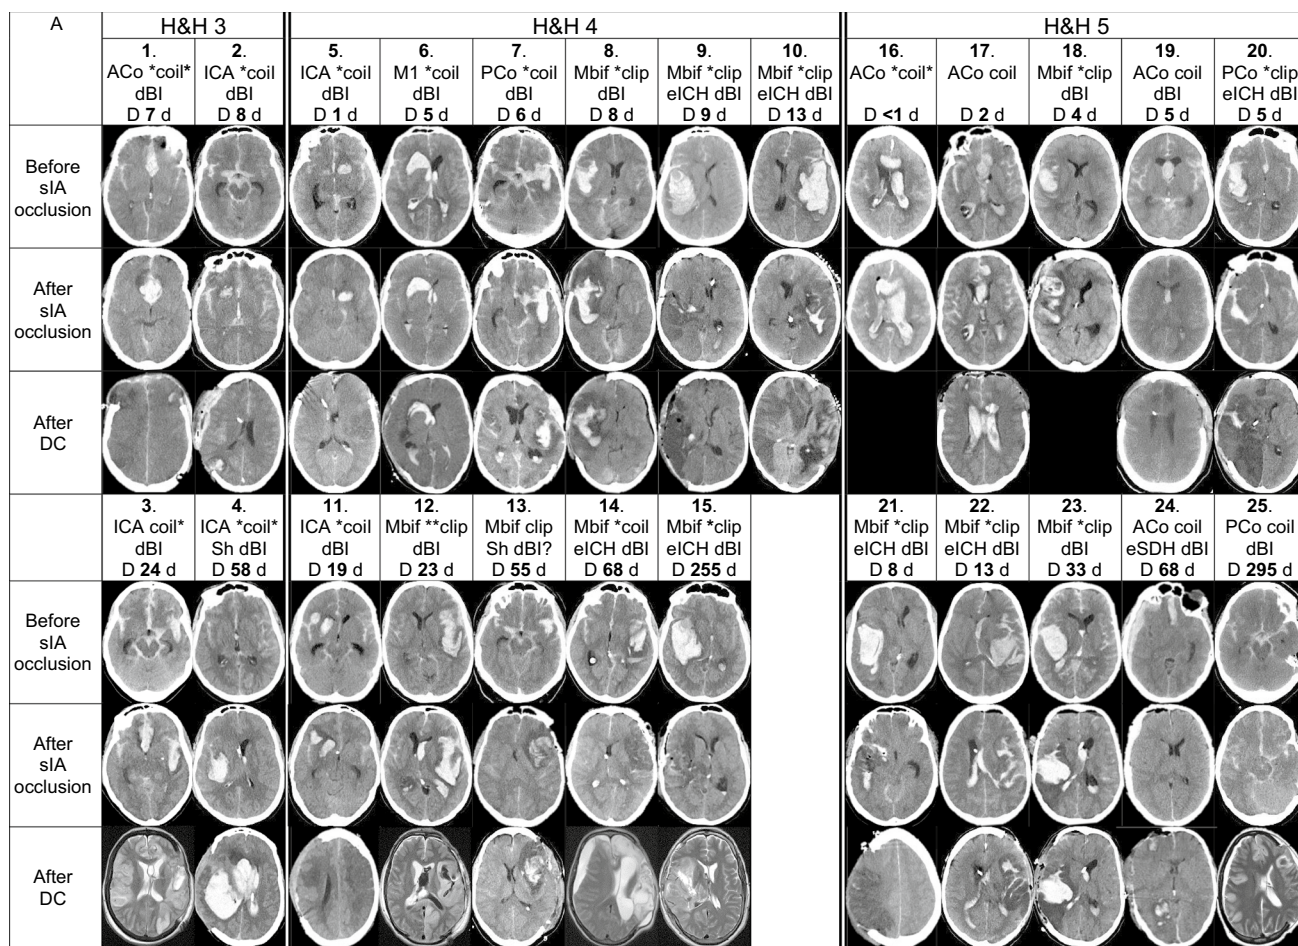 A H&H 3 H&H 4 H&H 5
1. 2. 5. 6. 7. 8. 9. 10. 16. 17. 18. 19. 20.
ACo *coil* ICA *coil ICA *coil M1 *coil PCo *coil Mbif *clip Mbif *clip Mbif *clip ACo *coil* ACo coil Mbif *clip ACo coil PCo *clip
dBI dBI dBI dBI dBI dBI eICH dBI eICH dBI dBI dBI eICH dBI
D 7 d D 8 d D 1 d D 5 d D 6 d D 8 d D 9 d D 13 d D <1 d D 2 d D 4 d D 5 d D 5 d
Before
sIA
occlusion
After
sIA
occlusion
After
DC
3. 4. 11. 12. 13. 14. 15. 21. 22. 23. 24. 25.
ICA coil* ICA *coil* ICA *coil Mbif **clip Mbif clip Mbif *coil Mbif *clip Mbif *clip Mbif *clip Mbif *clip ACo coil PCo coil
dBI Sh dBI dBI dBI Sh dBI? eICH dBI eICH dBI eICH dBI eICH dBI dBI eSDH dBI dBI
D 24 d D 58 d D 19 d D 23 d D 55 d D 68 d D 255 d D 8 d D 13 d D 33 d D 68 d D 295 d
Before
sIA
occlusion
After
sIA
occlusion
After
DC